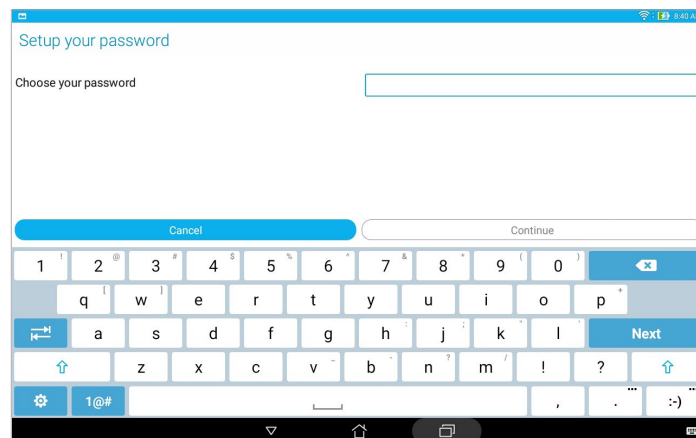 8:40 A
Setup your password
Choose your password
Cancel
Continue
1 ! 2 @ 3 # 4 $ 5 % 6 ^ 7 & 8 * 9 ( 0 )
q [ w ] e r t y u i o p +
a s d f g h : j ; k " l ' Next
z x c v _ b - n ? m / ! ?
1@# , . ... :-) ...